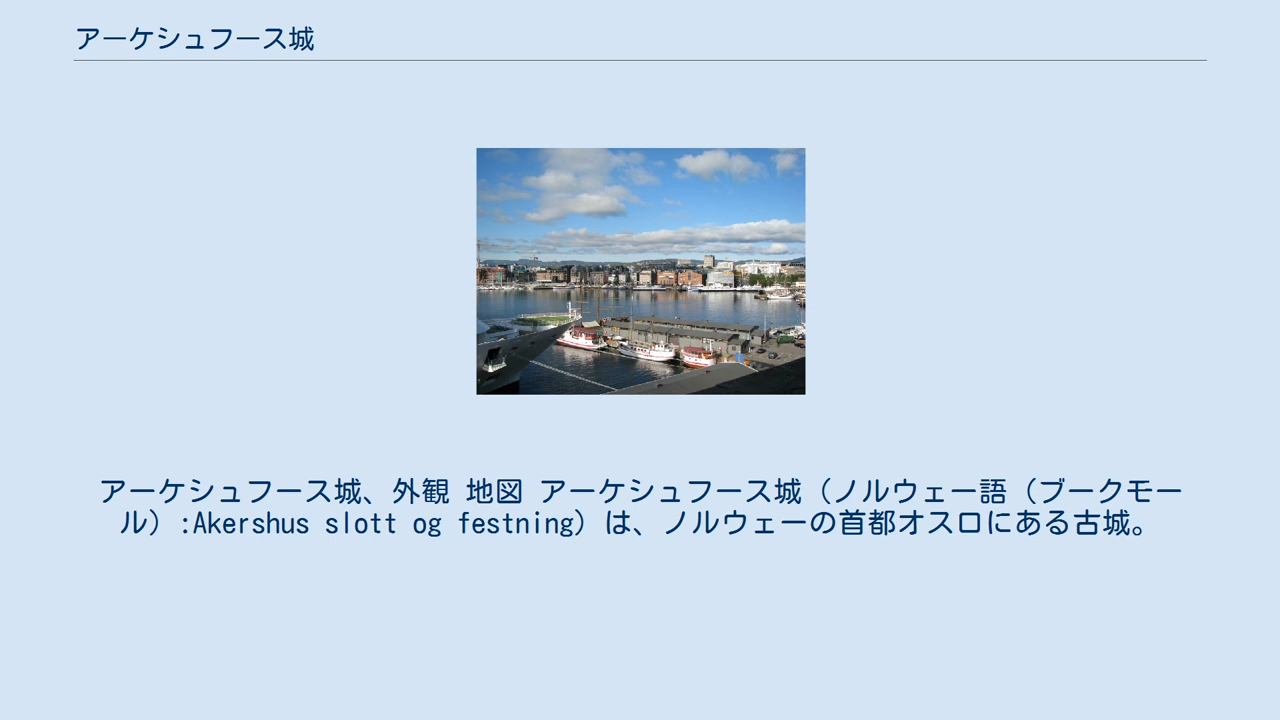 アーケシュフース城
アーケシュフース城、外観 地図 アーケシュフース城（ノルウェー語（ブークモー
ル）:Akershus slott og festning）は、ノルウェーの首都オスロにある古城。